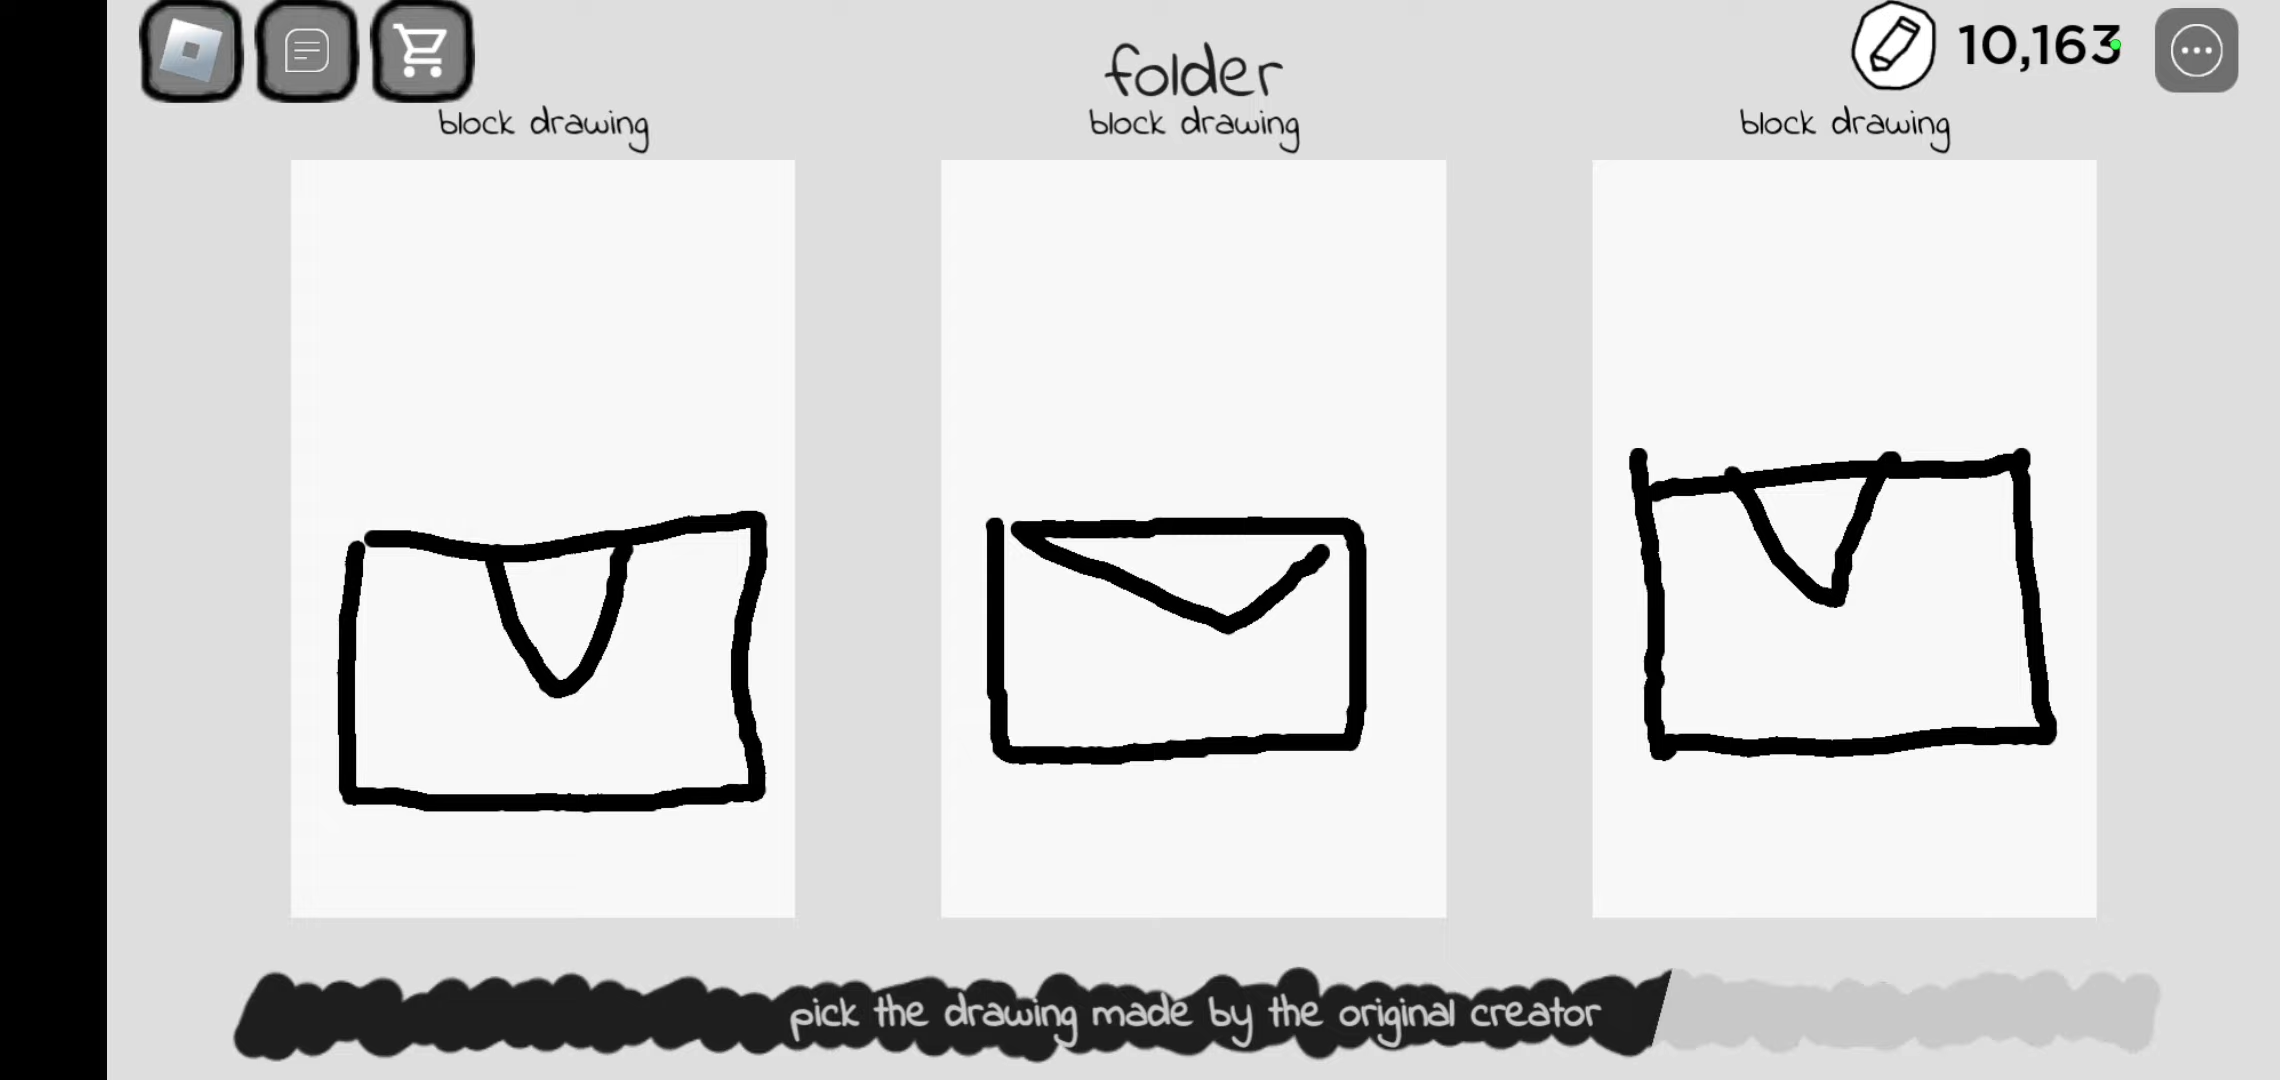 folder
10,163
block drawing
block drawing
block drawing
pick the drawing made by the original creator